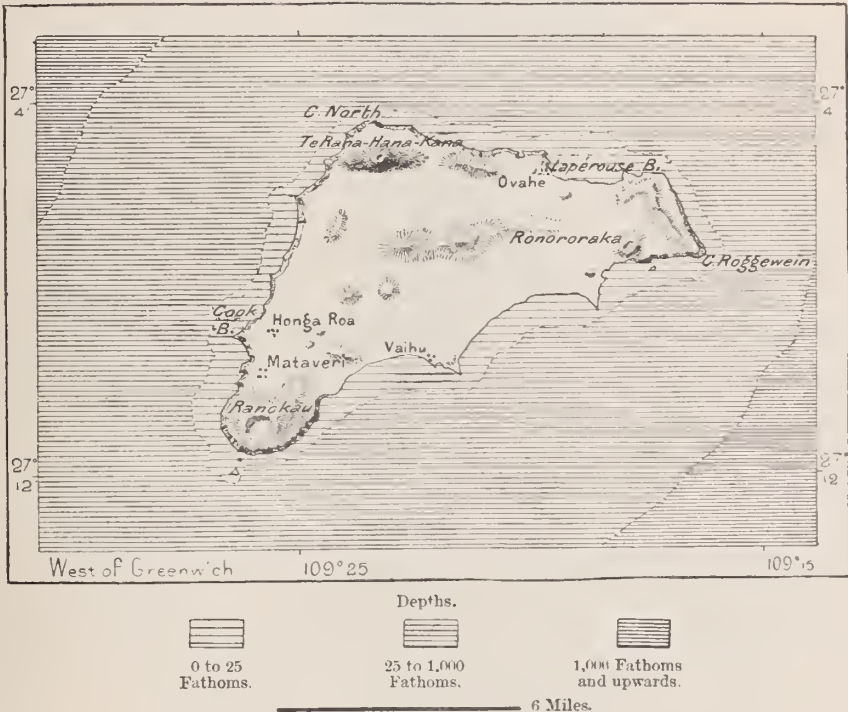 27°
4'
27°
4
C. North
Te Rana-Hana-Kana
Laperouse B.
Ovahe
Ronororaka
C. Roggewein
Cook
B.
Honga Roa
Mataveri
Vaihu
Ranokau
27°
12'
27°
12
West of Greenwich
109°25
109°15
Depths.
0 to 25
Fathoms.
25 to 1,000
Fathoms.
1,000 Fathoms
and upwards.
6 Miles.